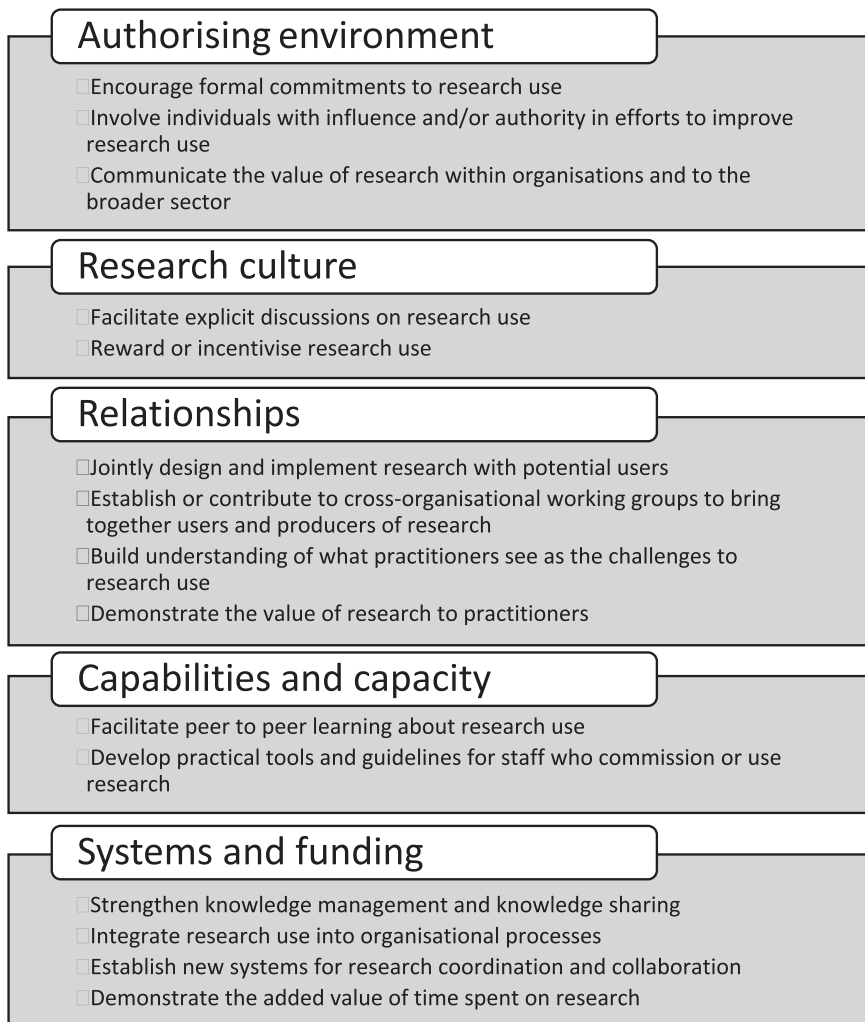 Authorising environment
Encourage formal commitments to research use
Involve individuals with influence and/or authority in efforts to improve
research use
Communicate the value of research within organisations and to the
broader sector
Research culture
Facilitate explicit discussions on research use
Reward or incentivise research use
Relationships
Jointly design and implement research with potential users
Establish or contribute to cross-organisational working groups to bring
together users and producers of research
Build understanding of what practitioners see as the challenges to
research use
Demonstrate the value of research to practitioners
Capabilities and capacity
Facilitate peer to peer learning about research use
Develop practical tools and guidelines for staff who commission or use
research
Systems and funding
Strengthen knowledge management and knowledge sharing
Integrate research use into organisational processes
Establish new systems for research coordination and collaboration
Demonstrate the added value of time spent on research